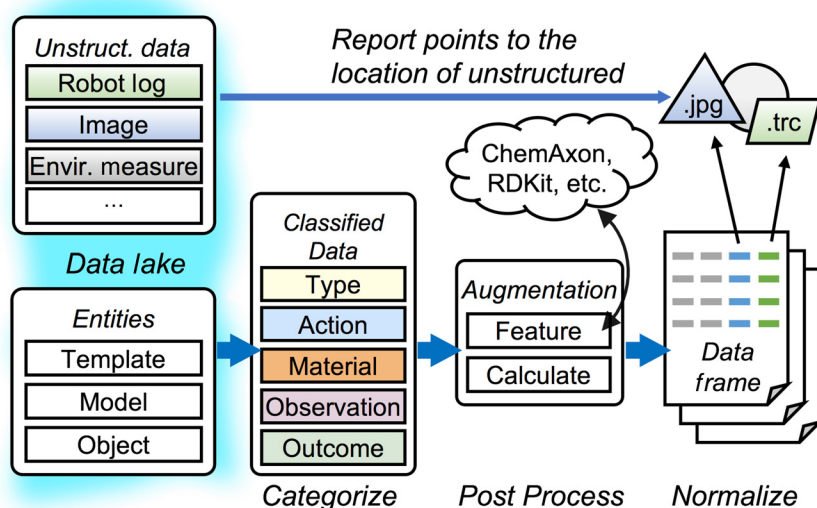 Unstruct. data
Robot log
Image
Envir. measure
...
Data lake
Entities
Template
Model
Object
Report points to the
location of unstructured
.jpg
.trc
ChemAxon,
RDKit, etc.
Classified
Data
Type
Action
Material
Observation
Outcome
Augmentation
Feature
Calculate
Data
frame
Categorize
Post Process
Normalize